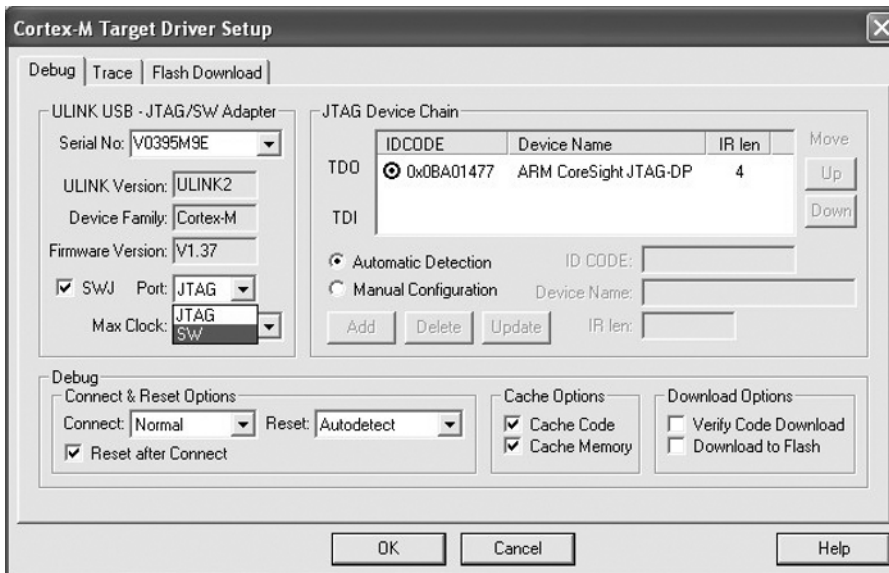 Cortex-M Target Driver Setup
Debug Trace Flash Download
ULINK USB - JTAG/SW Adapter
Serial No: V0395M9E
ULINK Version: ULINK2
Device Family: Cortex-M
Firmware Version: V1.37
SWJ Port: JTAG
JTAG
SW
Max Clock:
JTAG Device Chain
IDCODE Device Name IR len Move
TDO 0x0BA01477 ARM CoreSight JTAG-DP 4 Up
TDI Down
Automatic Detection ID CODE:
Manual Configuration Device Name:
Add Delete Update IR len:
Debug
Connect & Reset Options
Connect: Normal Reset: Autodetect
Reset after Connect
Cache Options
Cache Code
Cache Memory
Download Options
Verify Code Download
Download to Flash
OK Cancel Help